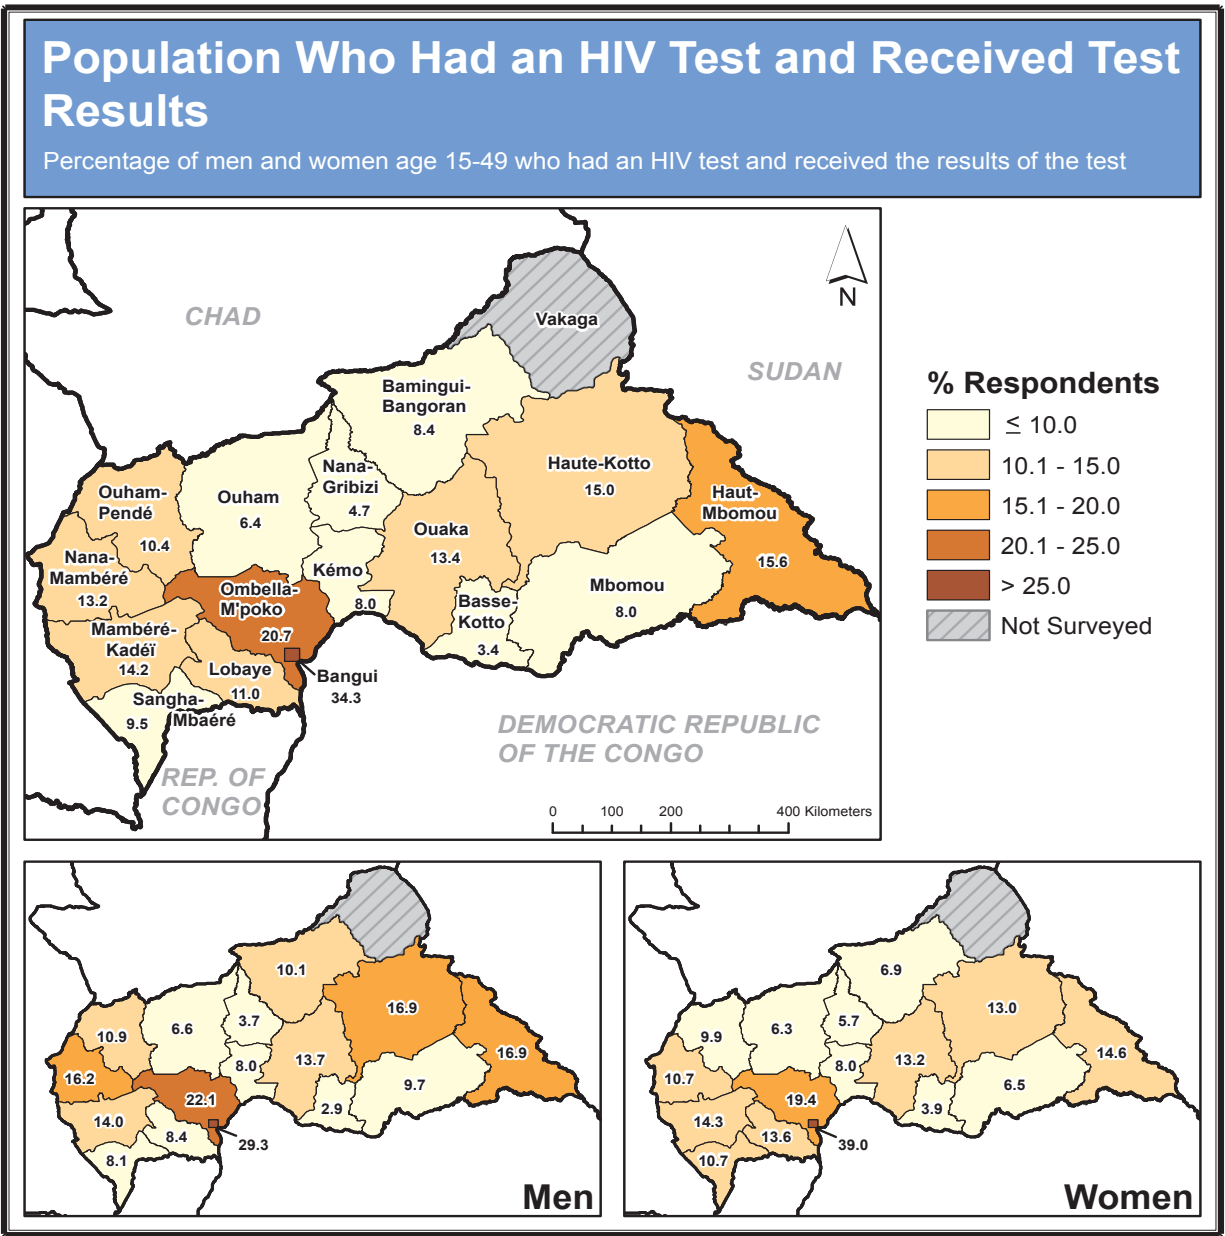 Population Who Had an HIV Test and Received Test
Results
Percentage of men and women age 15-49 who had an HIV test and received the results of the test
CHAD
SUDAN
DEMOCRATIC REPUBLIC
OF THE CONGO
REP. OF
CONGO
N
Vakaga
Bamingui-
Bangoran
8.4
Haute-Kotto
15.0
Haut-
Mbomou
15.6
Nana-
Gribizi
4.7
Ouham
6.4
Ouham-
Pendé
10.4
Ouaka
13.4
Nana-
Mambéré
13.2
Kémo
8.0
Ombella-
M'poko
20.7
Basse-
Kotto
3.4
Mbomou
8.0
Mambéré-
Kadéï
14.2
Lobaye
11.0
Bangui
34.3
Sangha-
Mbaéré
9.5
0 100 200 400 Kilometers
% Respondents
≤ 10.0
10.1 - 15.0
15.1 - 20.0
20.1 - 25.0
> 25.0
Not Surveyed
10.1
16.9
3.7
6.6
10.9
13.7
16.9
8.0
16.2
9.7
22.1
2.9
14.0
8.4
29.3
8.1
Men
6.9
13.0
5.7
6.3
9.9
13.2
14.6
8.0
10.7
6.5
19.4
3.9
14.3
13.6
39.0
10.7
Women